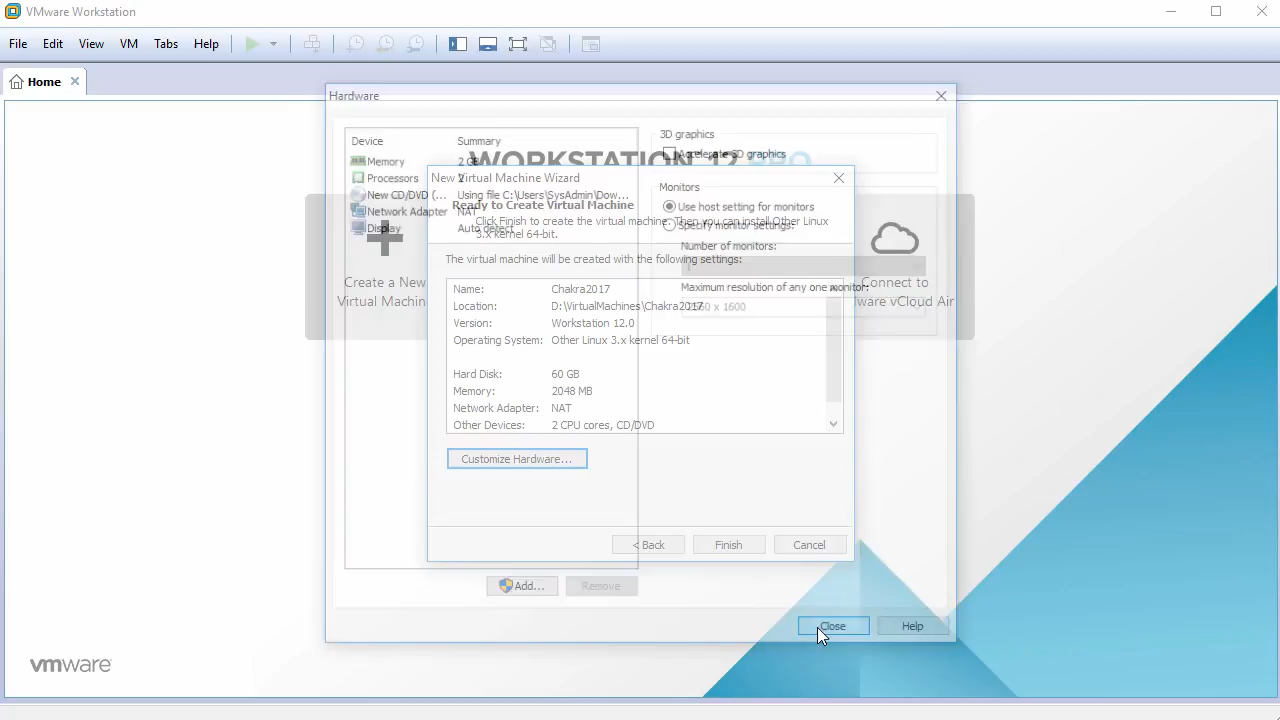 VMware Workstation
File Edit View VM Tabs Help
Home
Hardware
Device Summary
Memory 2 GB
Processors 2
New CD/DVD (... Using file C:\Users\SysAdmin\Dow...
Network Adapter NAT
Display Auto detect
3D graphics
Accelerate 3D graphics
Monitors
Use host setting for monitors
Specify monitor settings:
Number of monitors:
1
Maximum resolution of any one monitor:
2560 x 1600
Add... Remove
Close Help
WORKSTATION 12 PRO
Create a New
Virtual Machin
Connect to
ware vCloud Air
New Virtual Machine Wizard
Ready to Create Virtual Machine
Click Finish to create the virtual machine. Then you can install Other Linux
3.x kernel 64-bit.
The virtual machine will be created with the following settings:
Name: Chakra2017
Location: D:\VirtualMachines\Chakra2017
Version: Workstation 12.0
Operating System: Other Linux 3.x kernel 64-bit
Hard Disk: 60 GB
Memory: 2048 MB
Network Adapter: NAT
Other Devices: 2 CPU cores, CD/DVD
Customize Hardware...
< Back Finish Cancel
vmware